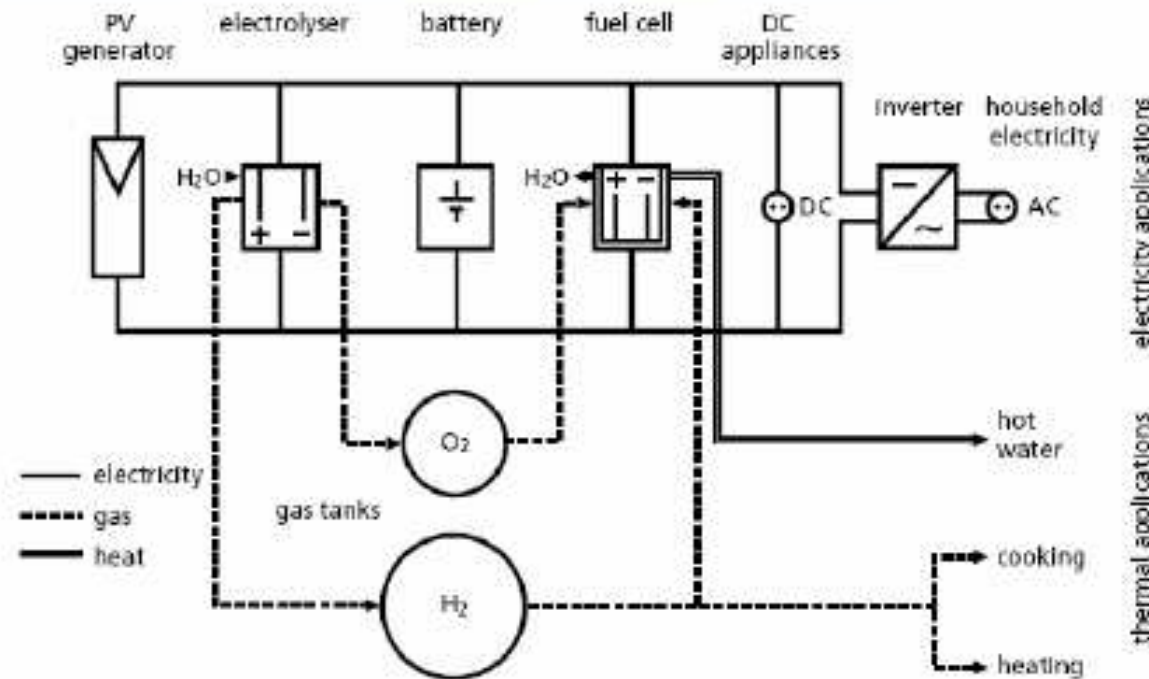 PV
generator
electrolyser
battery
fuel cell
DC
appliances
inverter
household
electricity
electricity applications
H₂O
+ −
H₂O
+ −
DC
−
~
AC
O₂
hot
water
electricity
gas
heat
gas tanks
H₂
cooking
heating
thermal applications